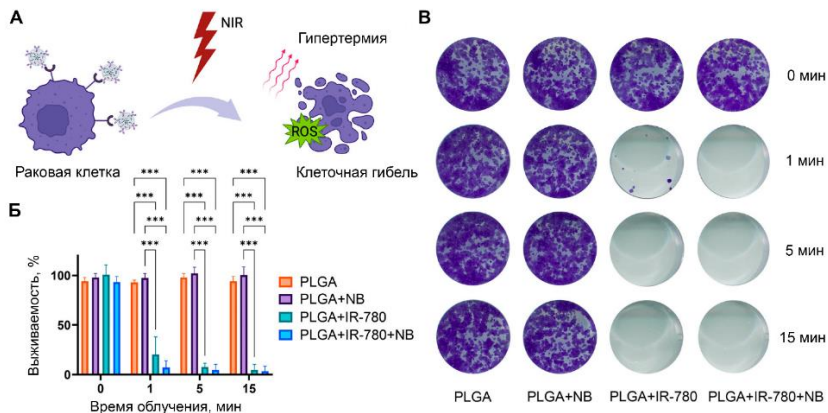 А
NIR
Гипертермия
ROS
Раковая клетка
Клеточная гибель
Б
*** *** ***
*** *** ***
*** *** ***
*** *** ***
Выживаемость, %
100
50
0
0 1 5 15
Время облучения, мин
PLGA
PLGA+NB
PLGA+IR-780
PLGA+IR-780+NB
В
0 мин
1 мин
5 мин
15 мин
PLGA PLGA+NB PLGA+IR-780 PLGA+IR-780+NB